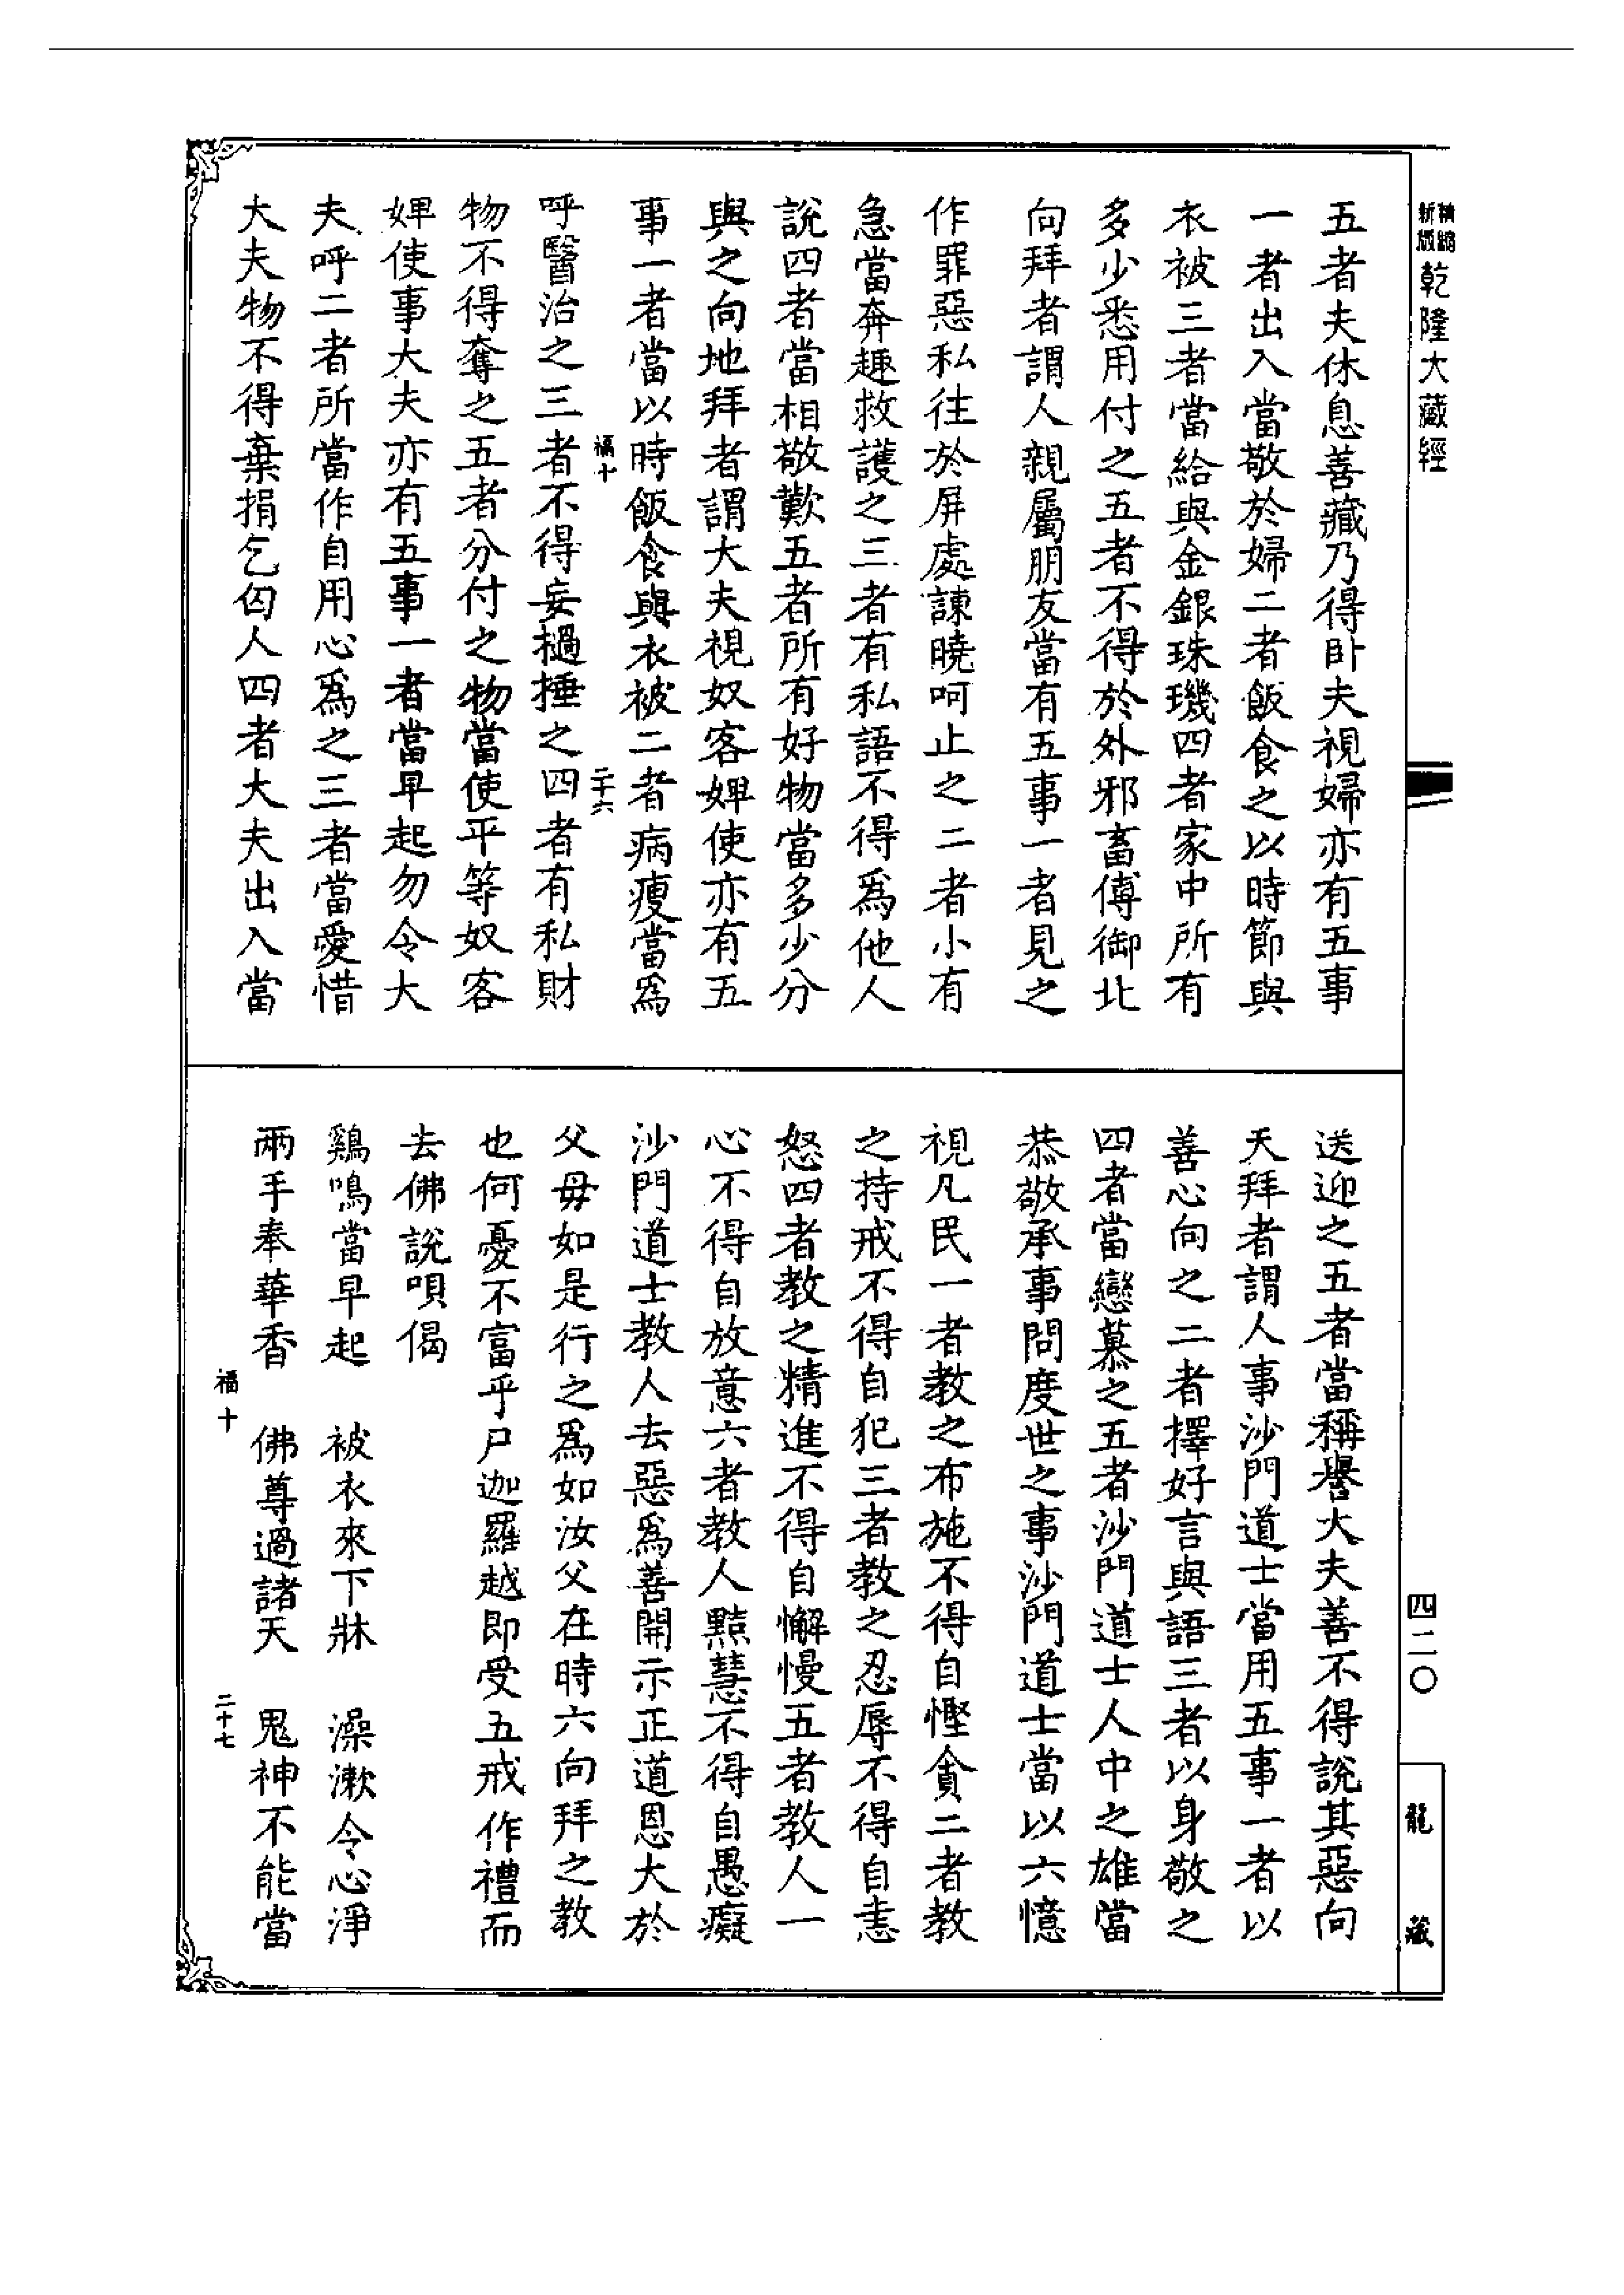 精縮新版乾隆大藏經
五者夫休息善藏乃得卧夫視婦亦有五事
一者出入當敬於婦二者飯食之以時節與
衣被三者當給與金銀珠璣四者家中所有
多少悉用付之五者不得於外邪畜傅御北
向拜者謂人親屬朋友當有五事一者見之
作罪惡私往於屏處諫曉呵止之二者小有
急當奔趣救護之三者有私語不得爲他人
說四者當相敬歎五者所有好物當多少分
與之向地拜者謂大夫視奴客婢使亦有五
事一者當以時飯食與衣被二者病瘦當爲
福十 二十六
呼醫治之三者不得妄撾捶之四者有私財
物不得奪之五者分付之物當使平等奴客
婢使事大夫亦有五事一者當早起勿令大
夫呼二者所當作自用心爲之三者當愛惜
大夫物不得棄捐乞匃人四者大夫出入當
送迎之五者當稱譽大夫善不得說其惡向
天拜者謂人事沙門道士當用五事一者以
善心向之二者擇好言與語三者以身敬之
四者當戀慕之五者沙門道士人中之雄當
恭敬承事問度世之事沙門道士當以六憶
視凡民一者教之布施不得自慳貪二者教
之持戒不得自犯三者教之忍辱不得自恚
怒四者教之精進不得自懈慢五者教人一
心不得自放意六者教人黠慧不得自愚癡
沙門道士教人去惡爲善開示正道恩大於
父母如是行之爲如汝父在時六向拜之教
也何憂不富乎尸迦羅越即受五戒作禮而
去佛說唄偈
鷄鳴當早起 被衣來下牀 澡漱令心淨
兩手奉華香 佛尊過諸天 鬼神不能當
福十 二十七
四二〇
龍藏